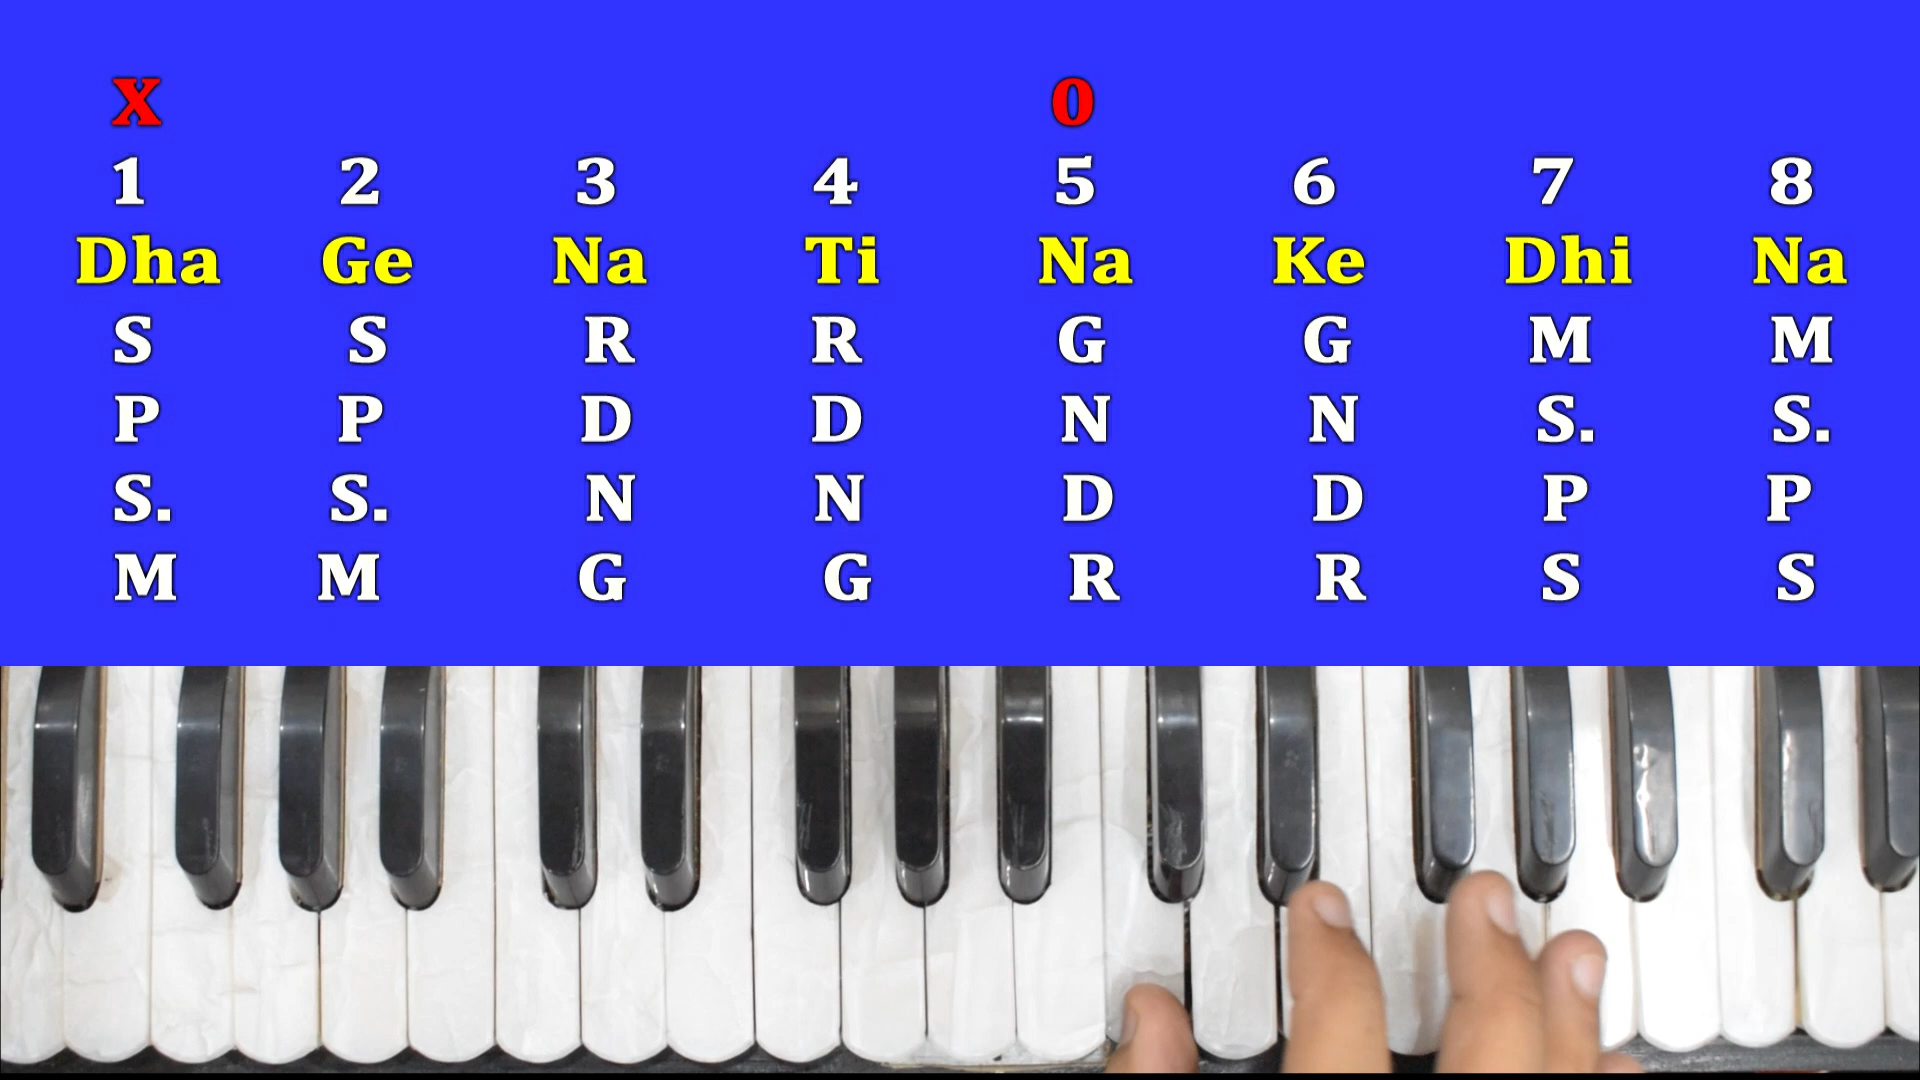 X 0
1 2 3 4 5 6 7 8
Dha Ge Na Ti Na Ke Dhi Na
S S R R G G M M
P P D D N N S. S.
S. S. N N D D P P
M M G G R R S S